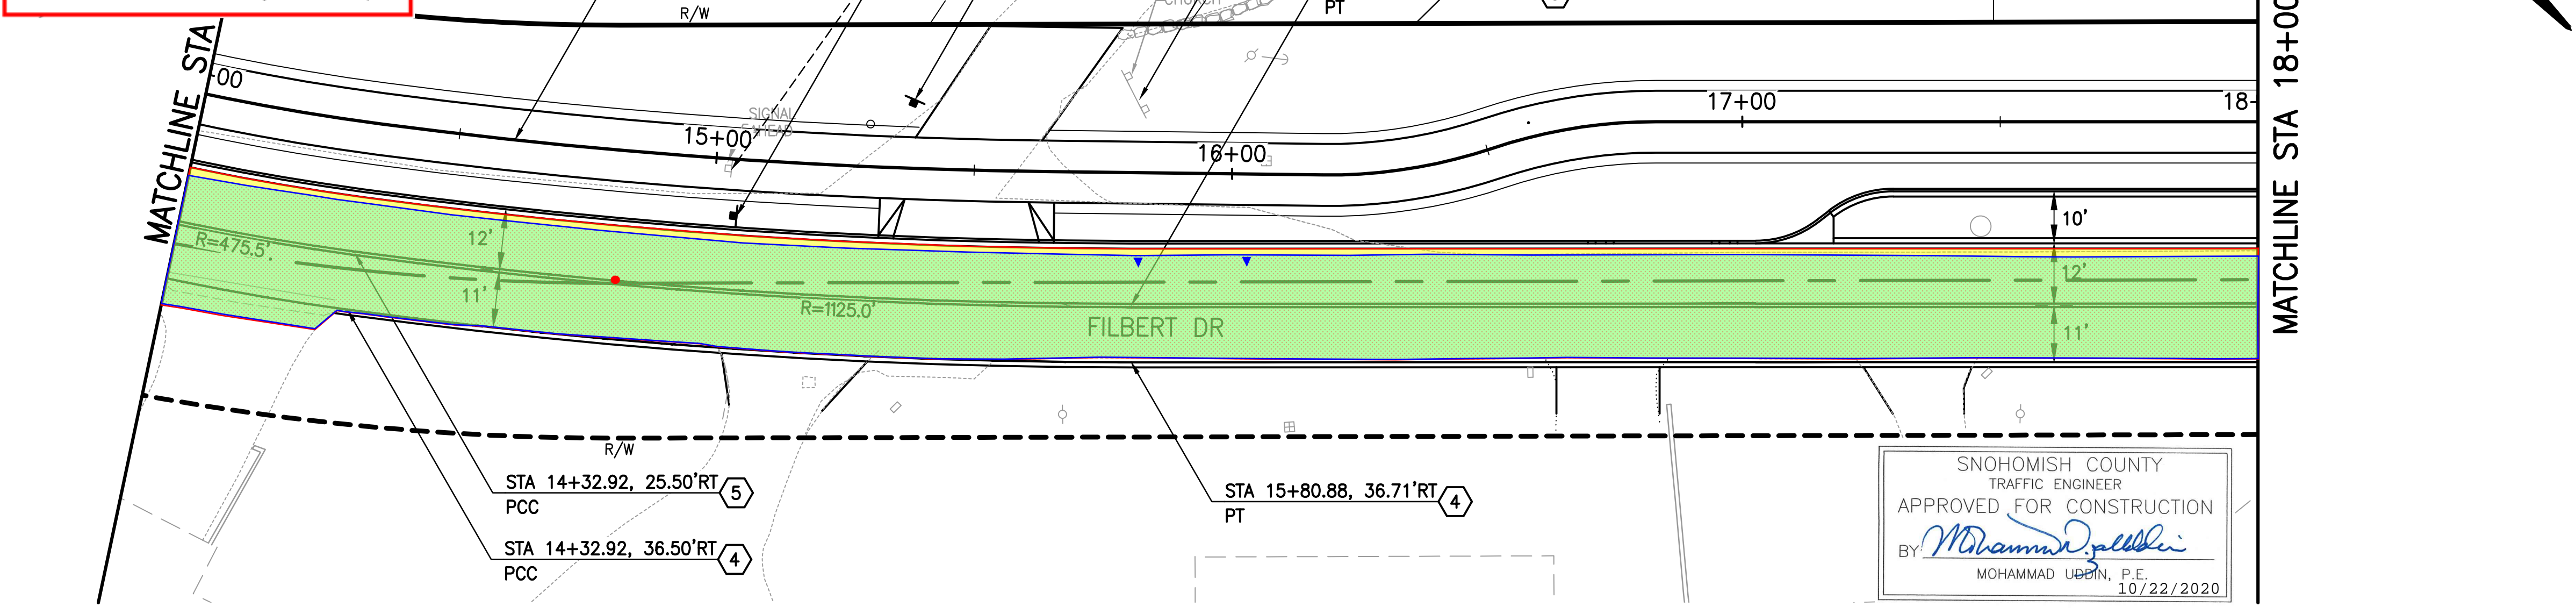 R/W
CHURCH
PT
MATCHLINE STA
-00
SIGNAL
AHEAD
15+00
16+00
17+00
18-
MATCHLINE STA 18+00
R=475.5'
12'
11'
R=1125.0'
FILBERT DR
10'
12'
11'
R/W
STA 14+32.92, 25.50'RT 5
PCC
STA 14+32.92, 36.50'RT 4
PCC
STA 15+80.88, 36.71'RT 4
PT
SNOHOMISH COUNTY
TRAFFIC ENGINEER
APPROVED FOR CONSTRUCTION
BY:
MOHAMMAD UDDIN, P.E.
10/22/2020